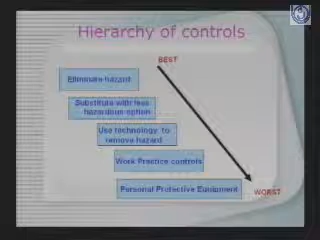 Hierarchy of controls
BEST
Eliminate hazard
Substitute with less
hazardous option
Use technology to
remove hazard
Work Practice controls
Personal Protective Equipment
WORST